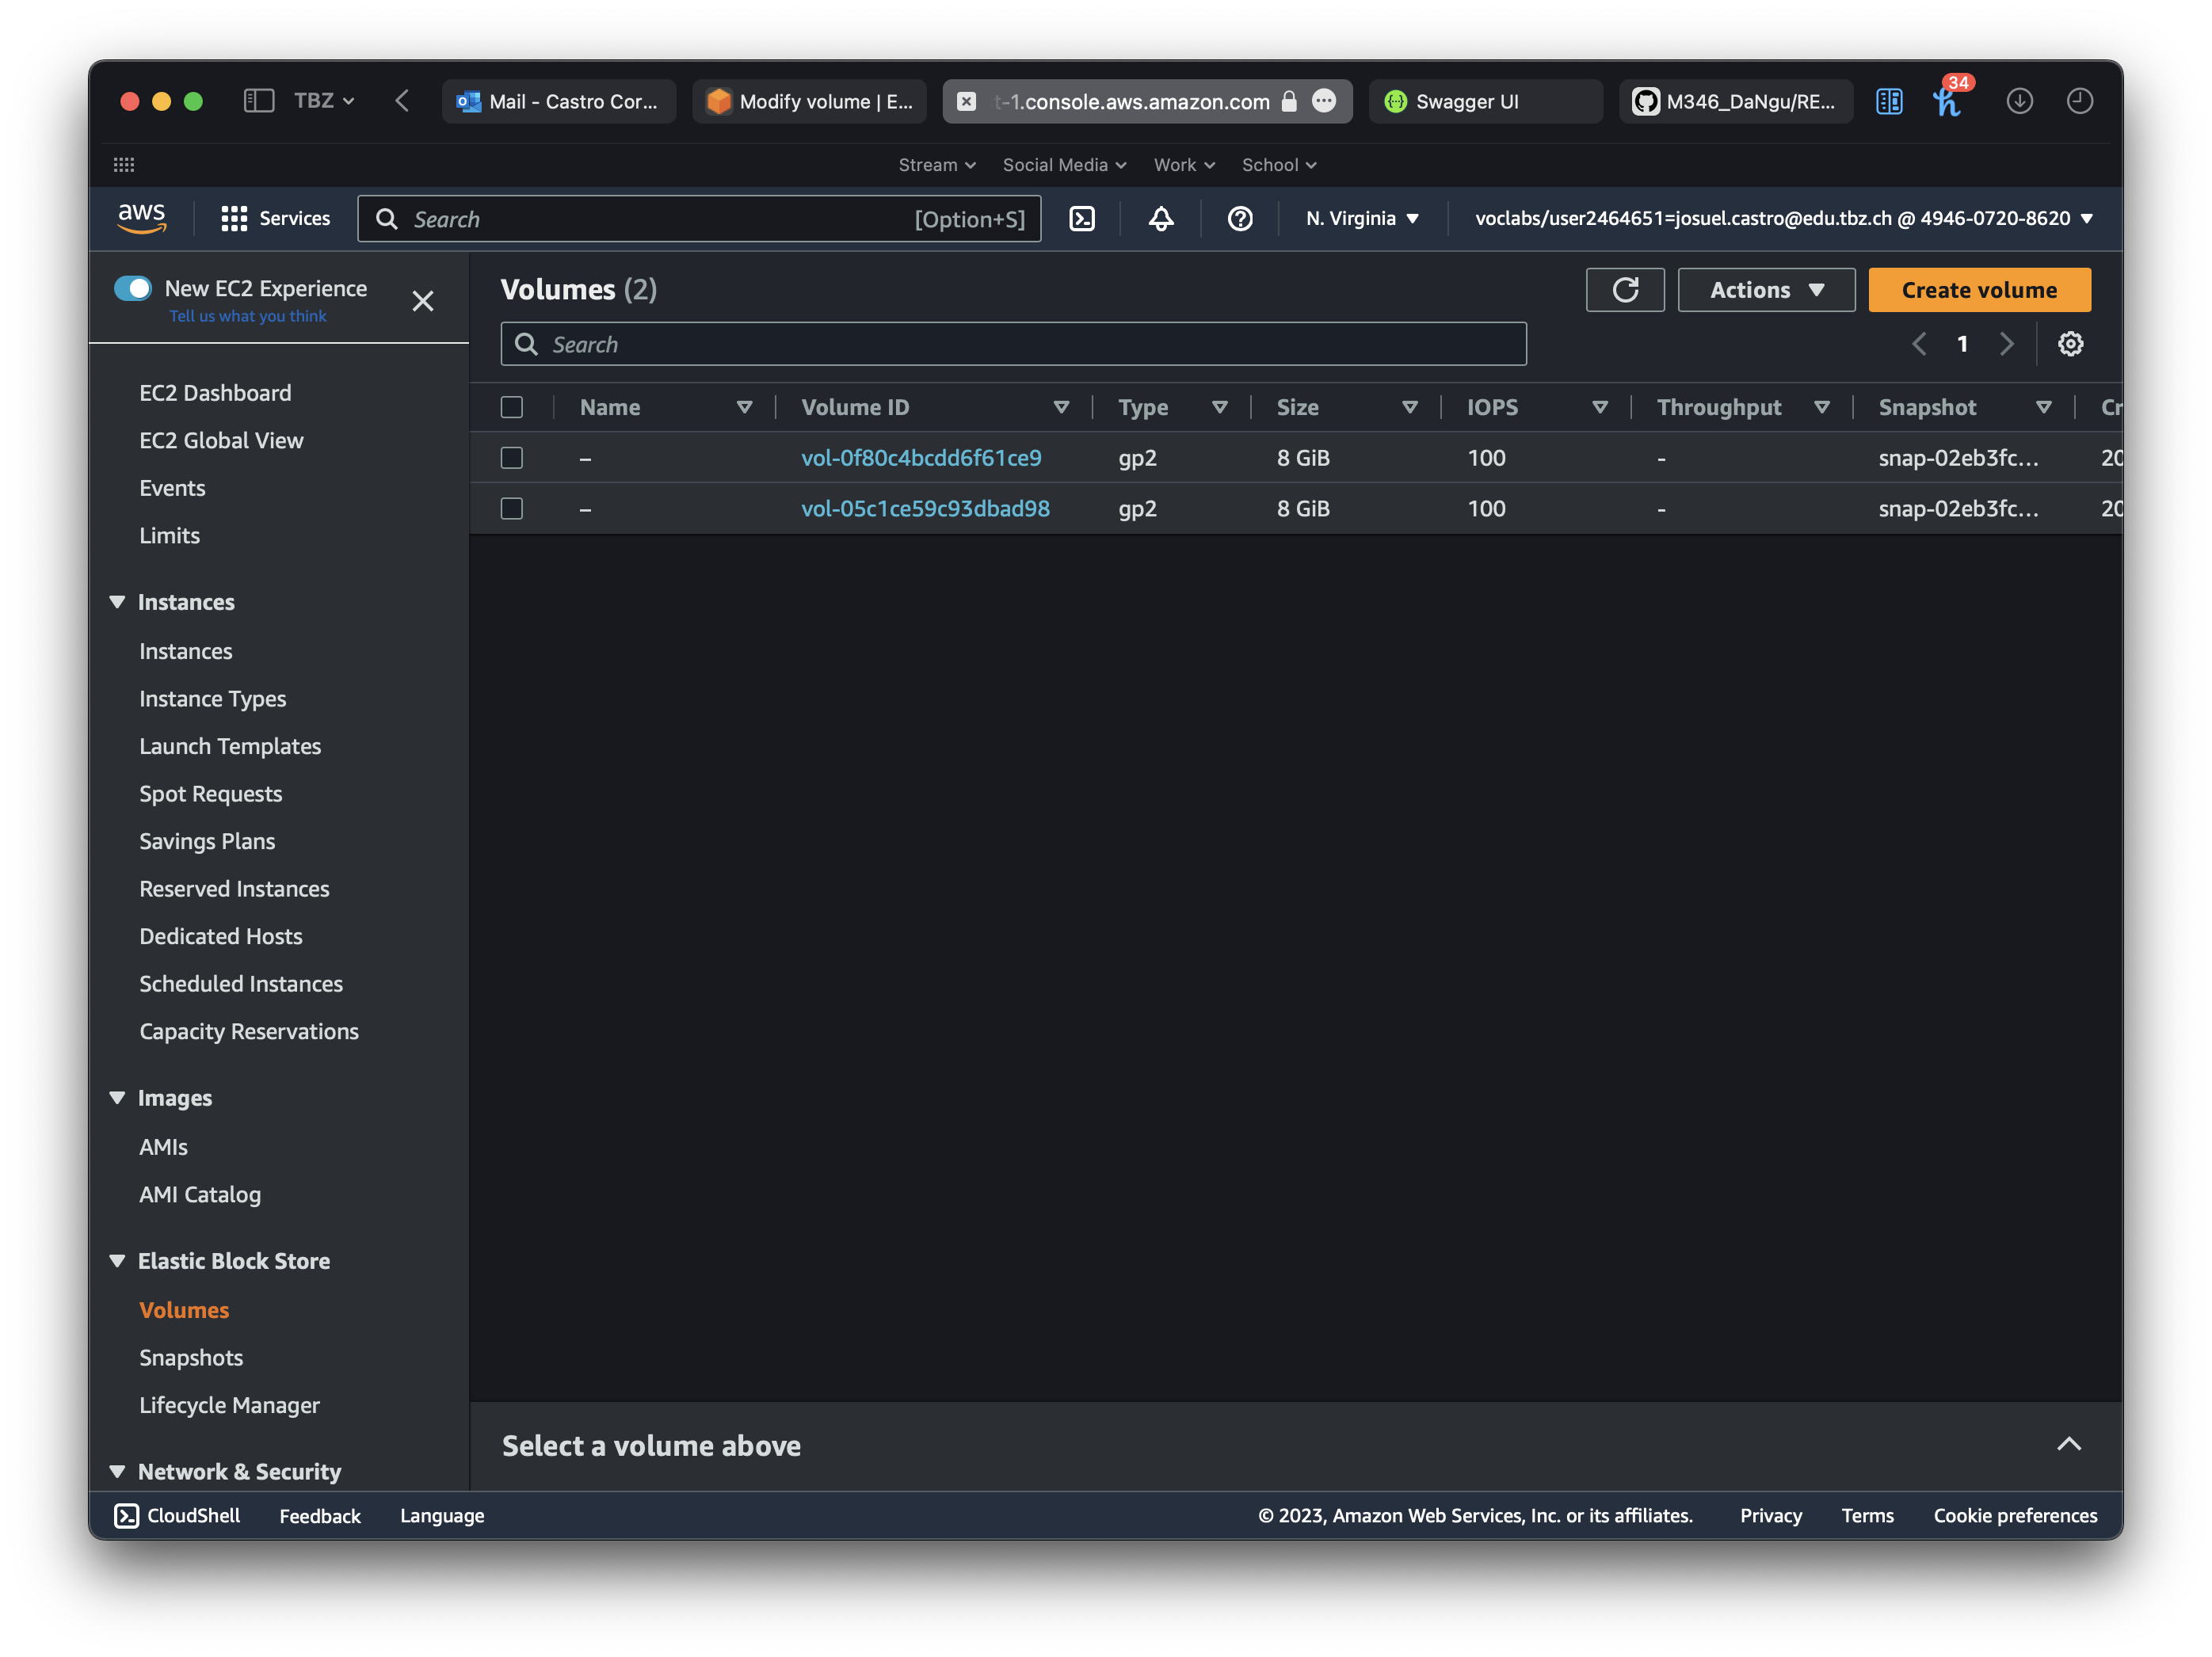 TBZ
Mail - Castro Cor...
Modify volume | E...
t-1.console.aws.amazon.com
Swagger UI
M346_DaNgu/RE...
34
Stream
Social Media
Work
School
aws
Services
Search
[Option+S]
N. Virginia
voclabs/user2464651=josuel.castro@edu.tbz.ch @ 4946-0720-8620
New EC2 Experience
Tell us what you think
EC2 Dashboard
EC2 Global View
Events
Limits
Instances
Instances
Instance Types
Launch Templates
Spot Requests
Savings Plans
Reserved Instances
Dedicated Hosts
Scheduled Instances
Capacity Reservations
Images
AMIs
AMI Catalog
Elastic Block Store
Volumes
Snapshots
Lifecycle Manager
Network & Security
Volumes (2)
Actions
Create volume
Search
1
Name Volume ID Type Size IOPS Throughput Snapshot Cr
– vol-0f80c4bcdd6f61ce9 gp2 8 GiB 100 - snap-02eb3fc... 20
– vol-05c1ce59c93dbad98 gp2 8 GiB 100 - snap-02eb3fc... 20
Select a volume above
CloudShell
Feedback
Language
© 2023, Amazon Web Services, Inc. or its affiliates.
Privacy
Terms
Cookie preferences